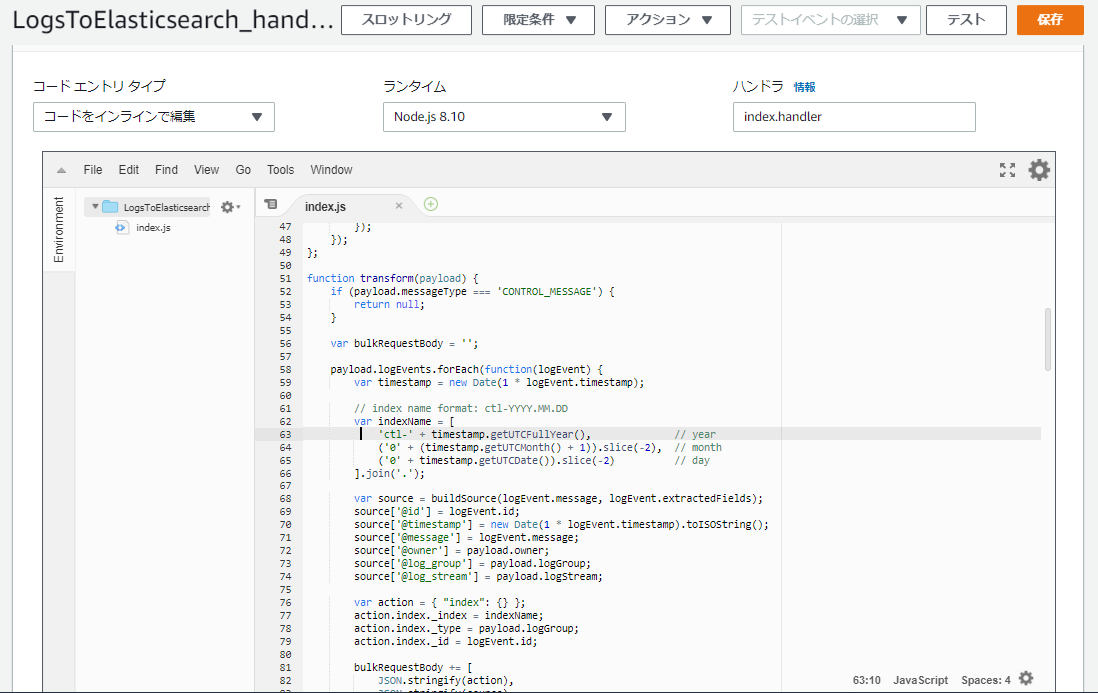 LogsToElasticsearch_hand...
スロットリング
限定条件
アクション
テストイベントの選択
テスト
保存
コード エントリ タイプ
ランタイム
ハンドラ 情報
コードをインラインで編集
Node.js 8.10
index.handler
File Edit Find View Go Tools Window
Environment
LogsToElasticsearch
index.js
index.js
47 });
48 });
49 };
50
51 function transform(payload) {
52 if (payload.messageType === 'CONTROL_MESSAGE') {
53 return null;
54 }
55
56 var bulkRequestBody = '';
57
58 payload.logEvents.forEach(function(logEvent) {
59 var timestamp = new Date(1 * logEvent.timestamp);
60
61 // index name format: ctl-YYYY.MM.DD
62 var indexName = [
63 'ctl-' + timestamp.getUTCFullYear(), // year
64 ('0' + (timestamp.getUTCMonth() + 1)).slice(-2), // month
65 ('0' + timestamp.getUTCDate()).slice(-2) // day
66 ].join('.');
67
68 var source = buildSource(logEvent.message, logEvent.extractedFields);
69 source['@id'] = logEvent.id;
70 source['@timestamp'] = new Date(1 * logEvent.timestamp).toISOString();
71 source['@message'] = logEvent.message;
72 source['@owner'] = payload.owner;
73 source['@log_group'] = payload.logGroup;
74 source['@log_stream'] = payload.logStream;
75
76 var action = { "index": {} };
77 action.index._index = indexName;
78 action.index._type = payload.logGroup;
79 action.index._id = logEvent.id;
80
81 bulkRequestBody += [
82 JSON.stringify(action),
63:10 JavaScript Spaces: 4